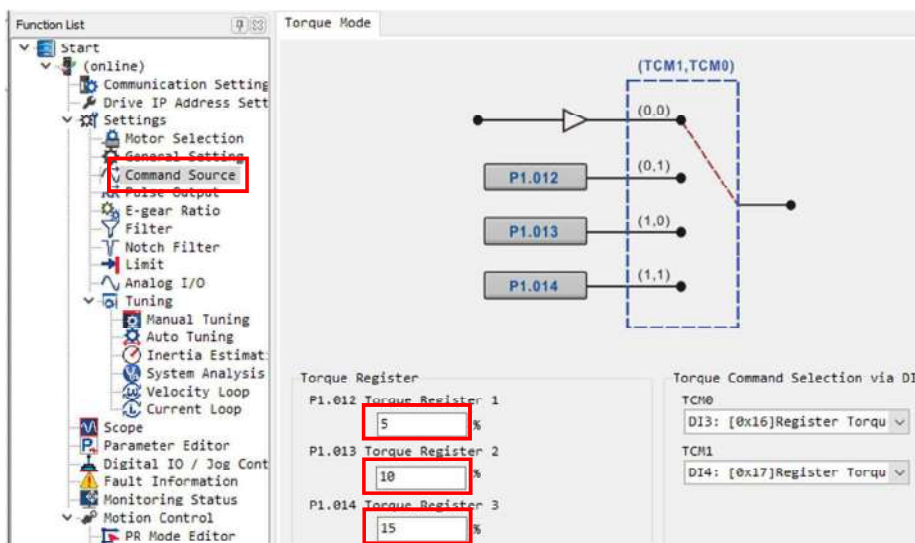 Function List
Start
(online)
Communication Setting
Drive IP Address Sett
Settings
Motor Selection
General Setting
Command Source
Pulse Output
E-gear Ratio
Filter
Notch Filter
Limit
Analog I/O
Tuning
Manual Tuning
Auto Tuning
Inertia Estimat
System Analysis
Velocity Loop
Current Loop
Scope
Parameter Editor
Digital IO / Jog Cont
Fault Information
Monitoring Status
Motion Control
PR Mode Editor
Torque Mode
(TCM1,TCM0)
(0,0)
P1.012 (0,1)
P1.013 (1,0)
P1.014 (1,1)
Torque Register
P1.012 Torque Register 1
5 %
P1.013 Torque Register 2
10 %
P1.014 Torque Register 3
15 %
Torque Command Selection via DI
TCM0
DI3: [0x16]Register Torqu
TCM1
DI4: [0x17]Register Torqu